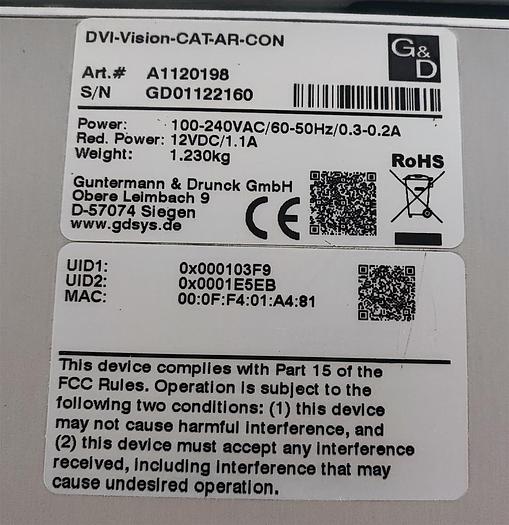 DVI-Vision-CAT-AR-CON
G&D
Art.# A1120198
S/N GD01122160
Power: 100-240VAC/60-50Hz/0.3-0.2A
Red. Power: 12VDC/1.1A
Weight: 1.230kg
RoHS
Guntermann & Drunck GmbH
Obere Leimbach 9
D-57074 Siegen
www.gdsys.de
CE
UID1: 0x000103F9
UID2: 0x0001E5EB
MAC: 00:0F:F4:01:A4:81
This device complies with Part 15 of the
FCC Rules. Operation is subject to the
following two conditions: (1) this device
may not cause harmful interference, and
(2) this device must accept any interference
received, including interference that may
cause undesired operation.